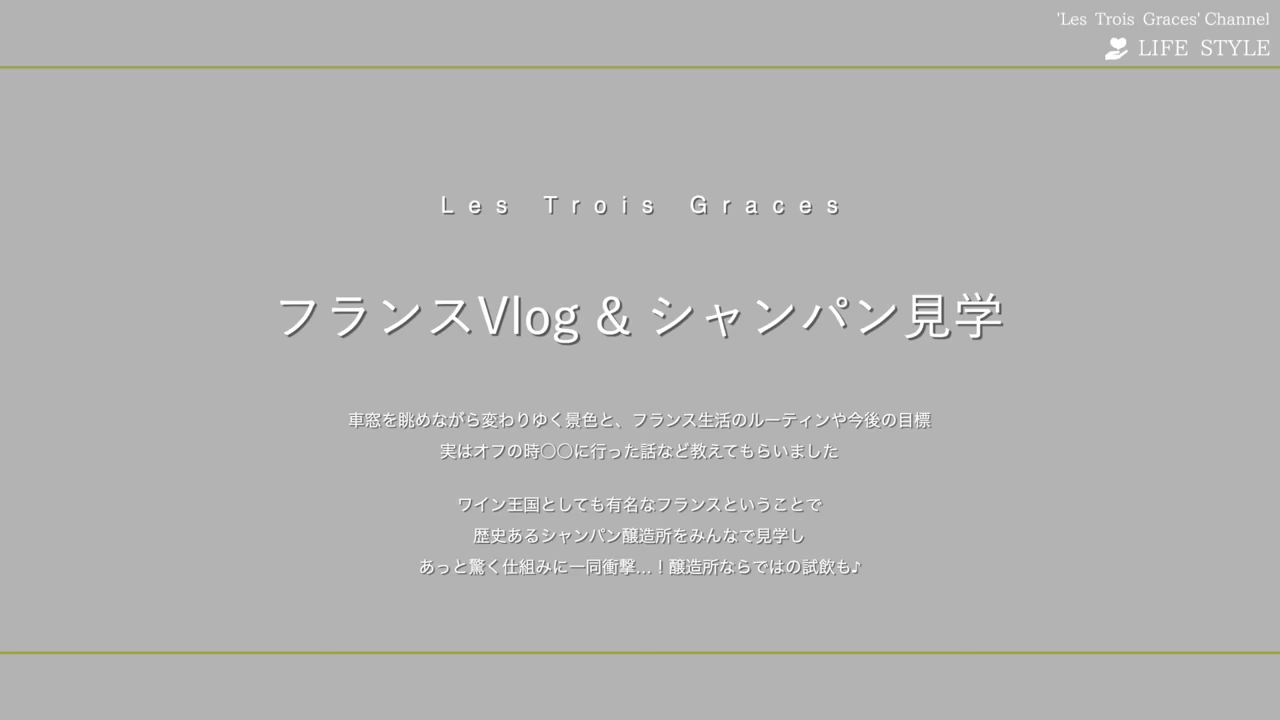 'Les Trois Graces' Channel
LIFE STYLE
Les Trois Graces
フランスVlog & シャンパン見学
車窓を眺めながら変わりゆく景色と、フランス生活のルーティンや今後の目標
実はオフの時〇〇に行った話など教えてもらいました
ワイン王国としても有名なフランスということで
歴史あるシャンパン醸造所をみんなで見学し
あっと驚く仕組みに一同衝撃...！醸造所ならではの試飲も♪